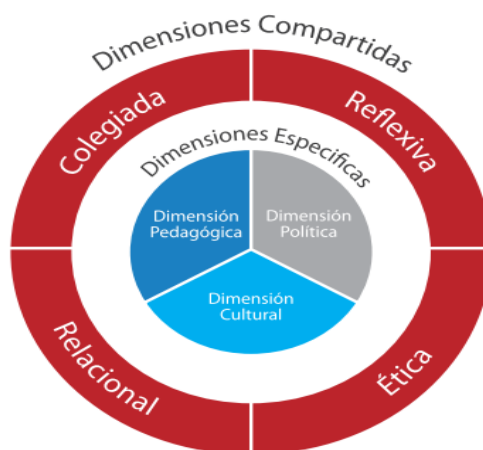 Dimensiones Compartidas
Colegiada
Reflexiva
Dimensiones Específicas
Dimensión
Pedagógica
Dimensión
Política
Dimensión
Cultural
Relacional
Ética